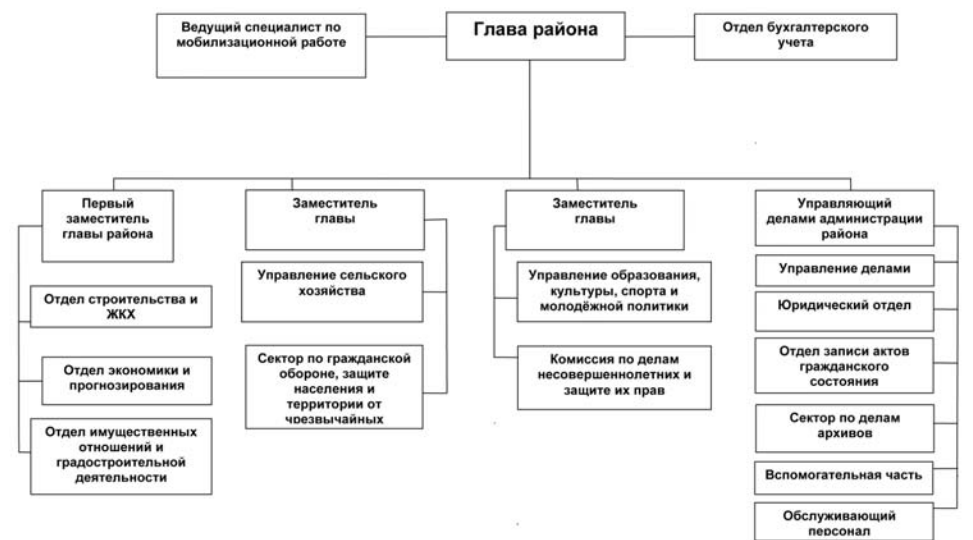 Ведущий специалист по
мобилизационной работе
Глава района
Отдел бухгалтерского
учета
Первый
заместитель
главы района
Отдел строительства и
ЖКХ
Отдел экономики и
прогнозирования
Отдел имущественных
отношений и
градостроительной
деятельности
Заместитель
главы
Управление сельского
хозяйства
Сектор по гражданской
обороне, защите
населения и
территории от
чрезвычайных
Заместитель
главы
Управление образования,
культуры, спорта и
молодёжной политики
Комиссия по делам
несовершеннолетних и
защите их прав
Управляющий
делами администрации
района
Управление делами
Юридический отдел
Отдел записи актов
гражданского
состояния
Сектор по делам
архивов
Вспомогательная часть
Обслуживающий
персонал